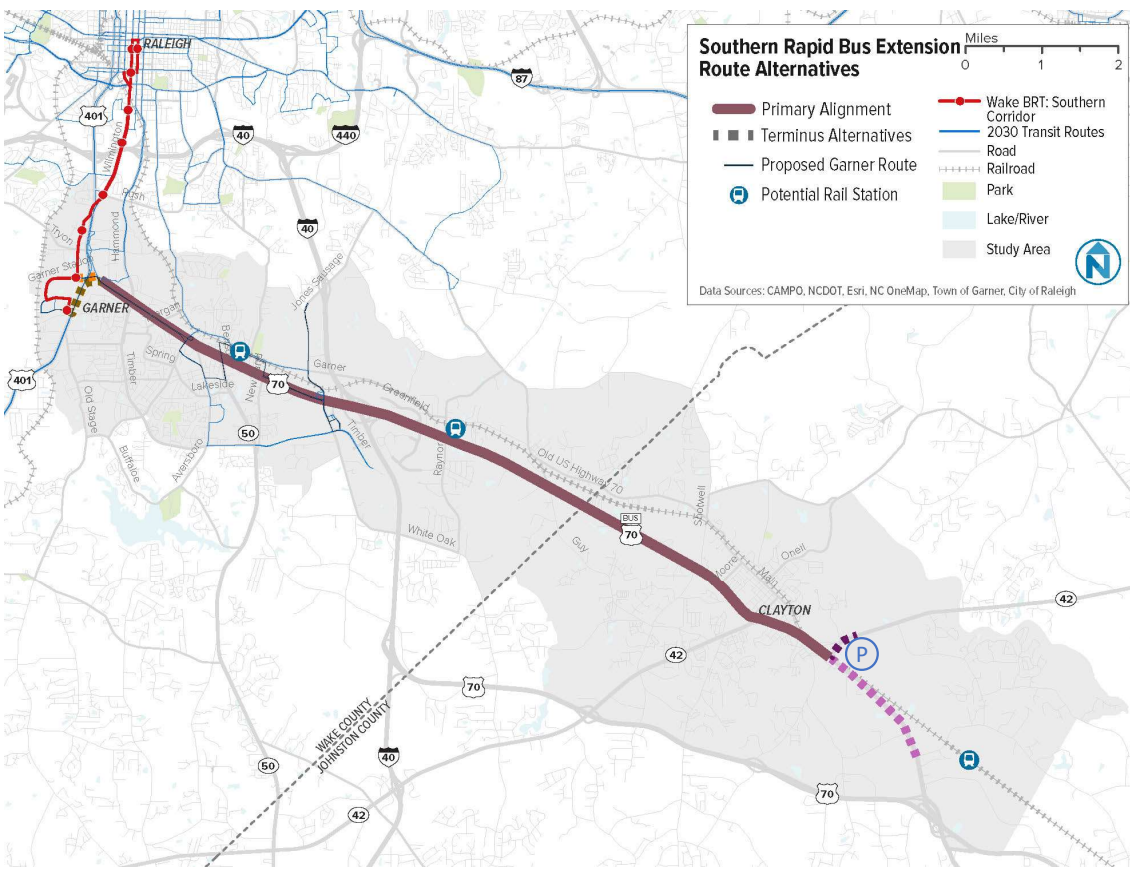 RALEIGH
401
Wilmington
40
440
87
Rush
Tryon
Hammond
40
Garner Station
Jones Sausage
GARNER
Spring
Garner
401
Timber
Lakeside
70
Greenfield
Old Stage
50
Timber
Buffaloe
Aversboro
Raynor
Old US Highway 70
White Oak
BUS
70
Guy
Shotwell
Moore
Main
Onell
CLAYTON
42
42
P
70
WAKE COUNTY
JOHNSTON COUNTY
40
50
70
42
Southern Rapid Bus Extension
Route Alternatives
Miles
0 1 2
Primary Alignment
Terminus Alternatives
Proposed Garner Route
Potential Rail Station
Wake BRT: Southern
Corridor
2030 Transit Routes
Road
Railroad
Park
Lake/River
Study Area
N
Data Sources: CAMPO, NCDOT, Esri, NC OneMap, Town of Garner, City of Raleigh